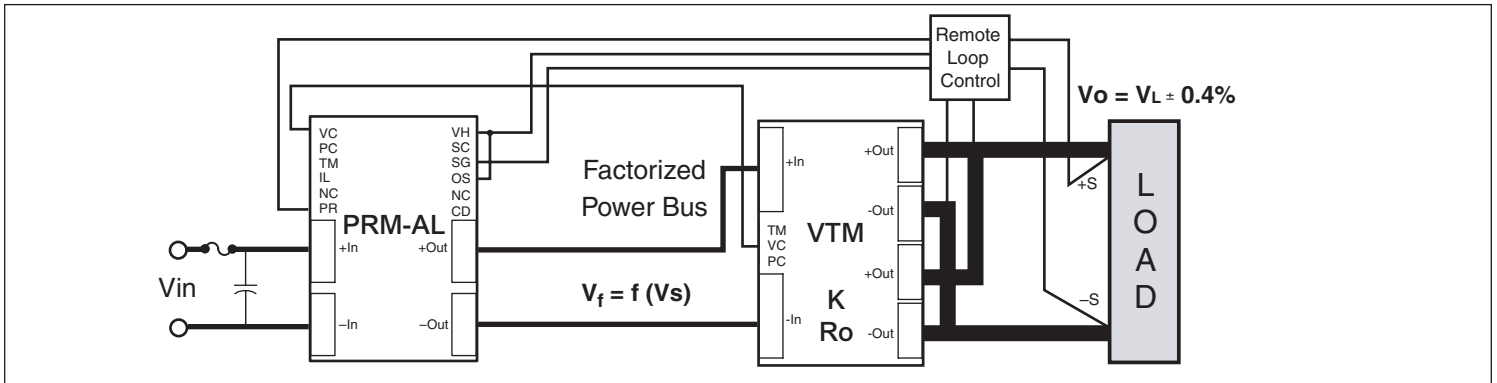 Remote
Loop
Control
Vo = VL ± 0.4%
VC
PC
TM
IL
NC
PR
VH
SC
SG
OS
NC
CD
PRM-AL
+In
–In
+Out
–Out
Vin
Factorized
Power Bus
Vf = f (Vs)
+In
-In
TM
VC
PC
VTM
K
Ro
+Out
-Out
+Out
-Out
+S
–S
LOAD